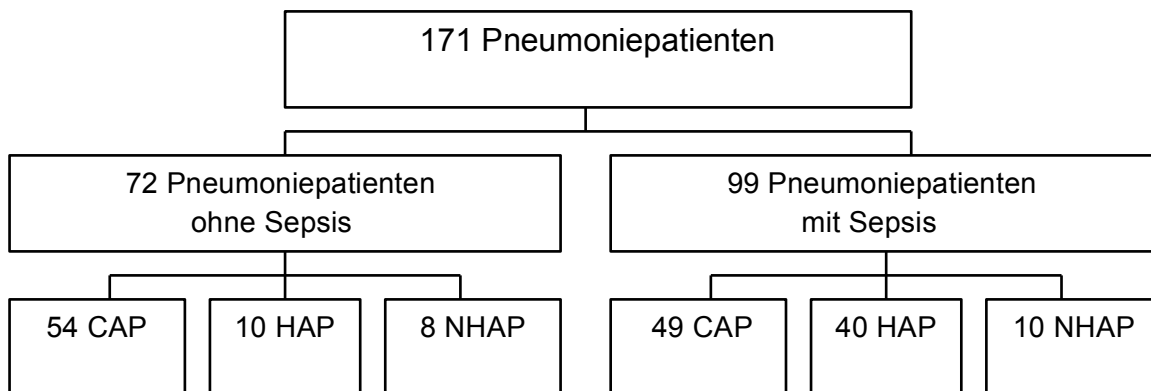 171 Pneumoniepatienten
72 Pneumoniepatienten
ohne Sepsis
99 Pneumoniepatienten
mit Sepsis
54 CAP
10 HAP
8 NHAP
49 CAP
40 HAP
10 NHAP